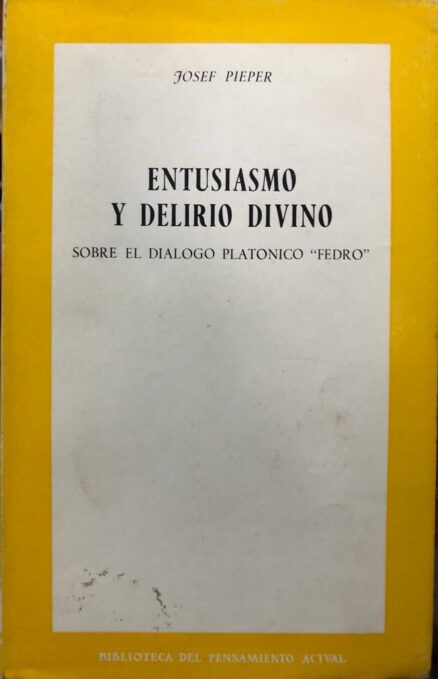 JOSEF PIEPER
ENTUSIASMO
Y DELIRIO DIVINO
SOBRE EL DIALOGO PLATONICO "FEDRO"
BIBLIOTECA DEL PENSAMIENTO ACTVAL